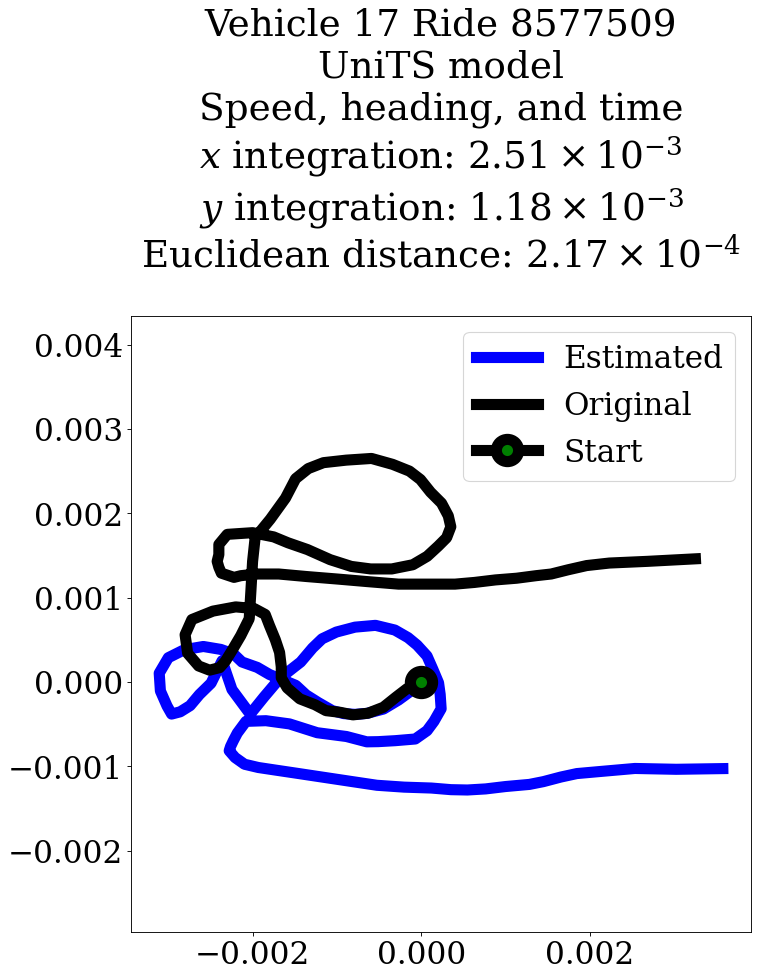 Vehicle 17 Ride 8577509
UniTS model
Speed, heading, and time
x integration: 2.51 × 10⁻³
y integration: 1.18 × 10⁻³
Euclidean distance: 2.17 × 10⁻⁴
Estimated
Original
Start
0.004
0.003
0.002
0.001
0.000
−0.001
−0.002
−0.002 0.000 0.002